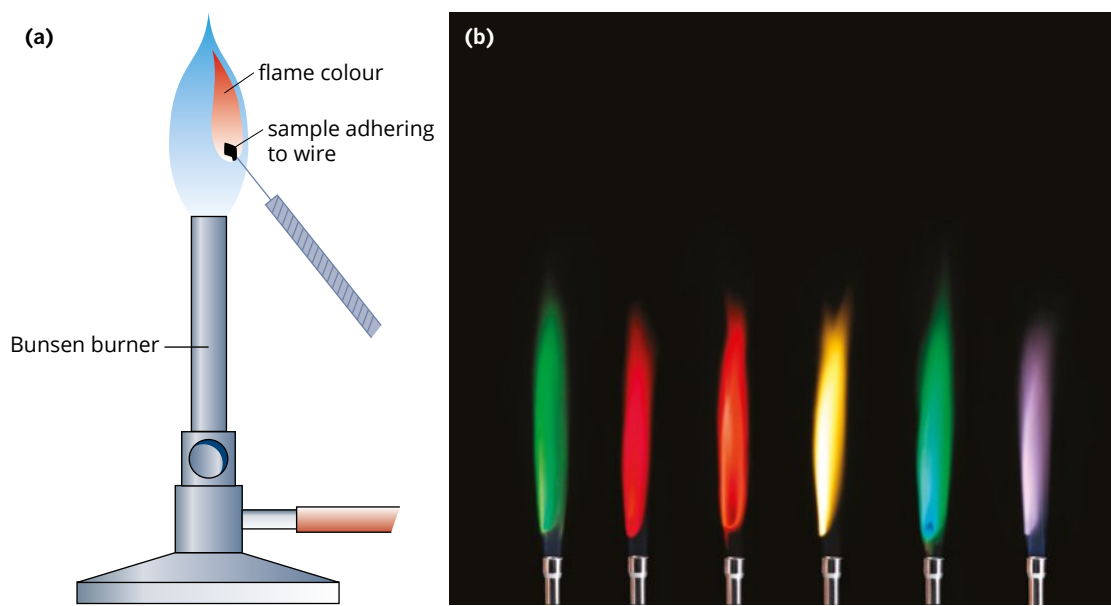 (a)
flame colour
sample adhering
to wire
Bunsen burner
(b)